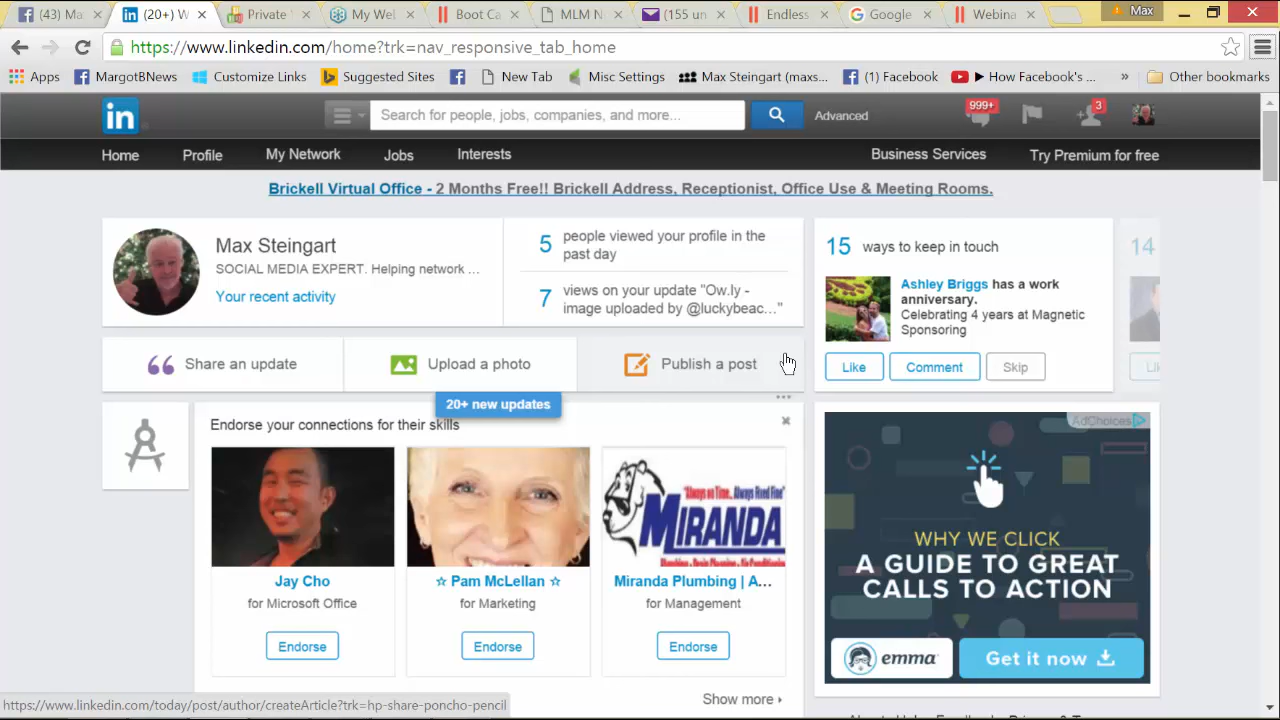 (43) Ma
(20+) W
Private
My Wel
Boot Ca
MLM N
(155 un
Endless
Google
Webina
Max
https://www.linkedin.com/home?trk=nav_responsive_tab_home
Apps
MargotBNews
Customize Links
Suggested Sites
New Tab
Misc Settings
Max Steingart (maxs...
(1) Facebook
How Facebook's ...
»
Other bookmarks
in
Search for people, jobs, companies, and more...
Advanced
999+
3
Home
Profile
My Network
Jobs
Interests
Business Services
Try Premium for free
Brickell Virtual Office - 2 Months Free!! Brickell Address, Receptionist, Office Use & Meeting Rooms.
Max Steingart
SOCIAL MEDIA EXPERT. Helping network ...
Your recent activity
5 people viewed your profile in the
past day
7 views on your update "Ow.ly -
image uploaded by @luckybeac..."
15 ways to keep in touch
14
Ashley Briggs has a work
anniversary.
Celebrating 4 years at Magnetic
Sponsoring
Like
Comment
Skip
Lik
Share an update
Upload a photo
Publish a post
20+ new updates
Endorse your connections for their skills
Jay Cho
for Microsoft Office
Endorse
☆ Pam McLellan ☆
for Marketing
Endorse
"Always on Time... Always Fixed Fine"
MIRANDA
Miranda Plumbing | A...
for Management
Endorse
Show more
AdChoices
WHY WE CLICK
A GUIDE TO GREAT
CALLS TO ACTION
emma
Get it now
http://www.linkedin.com/today/post/author/createArticle?trk=hp-share-poncho-pencil